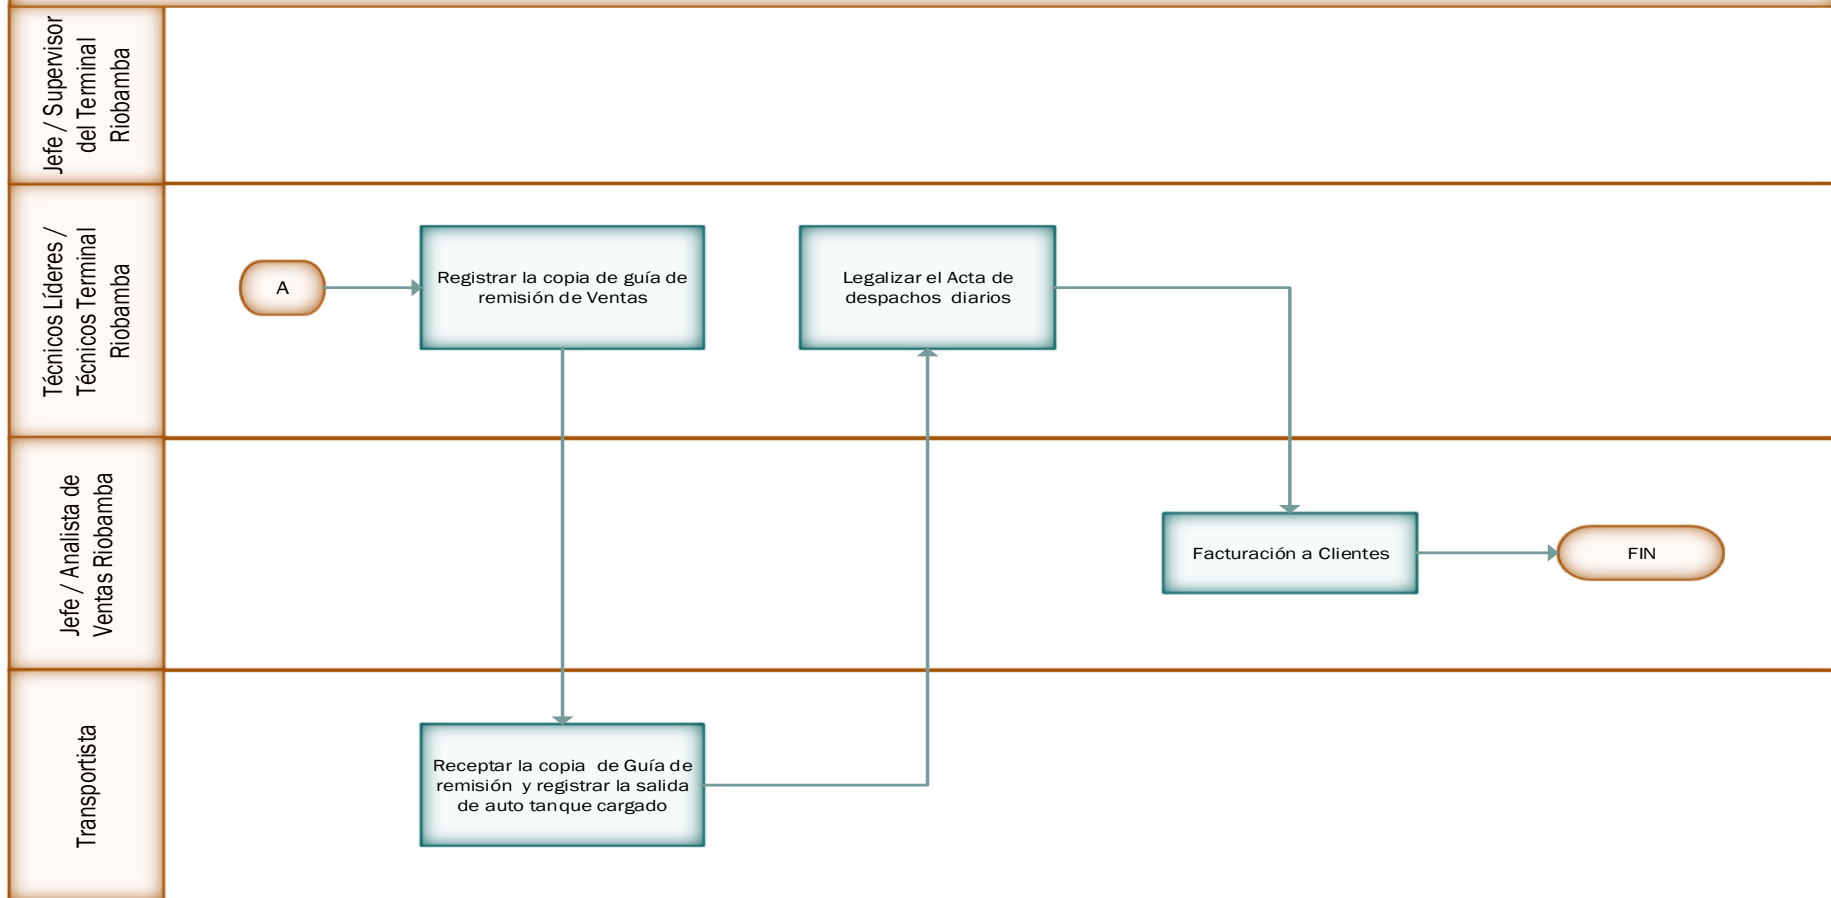 Jefe / Supervisor
del Terminal
Riobamba
Técnicos Líderes /
Técnicos Terminal
Riobamba
A
Registrar la copia de guía de
remisión de Ventas
Legalizar el Acta de
despachos diarios
Jefe / Analista de
Ventas Riobamba
Facturación a Clientes
FIN
Transportista
Receptar la copia de Guía de
remisión y registrar la salida
de auto tanque cargado